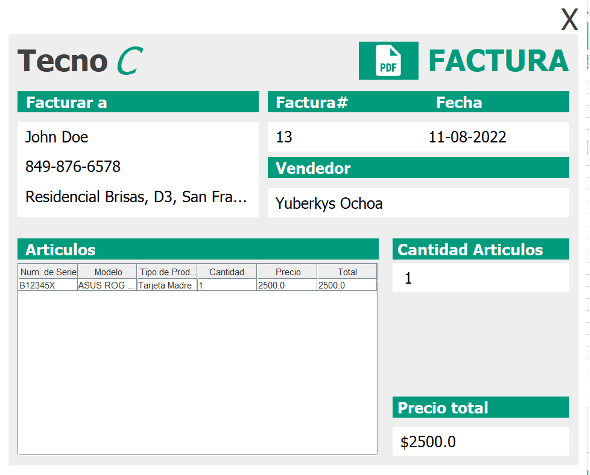 X
Tecno C
PDF
FACTURA
Facturar a
John Doe
849-876-6578
Residencial Brisas, D3, San Fra...
Factura# Fecha
13 11-08-2022
Vendedor
Yuberkys Ochoa
Articulos
Num. de Serie Modelo Tipo de Prod... Cantidad Precio Total
B12345X ASUS ROG ... Tarjeta Madre 1 2500.0 2500.0
Cantidad Articulos
1
Precio total
$2500.0